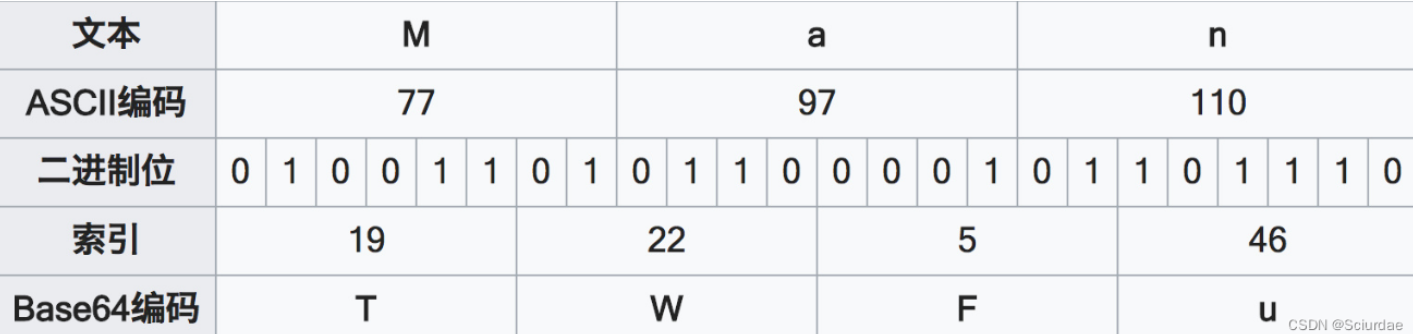 文本 M a n
ASCII编码 77 97 110
二进制位 0 1 0 0 1 1 0 1 0 1 1 0 0 0 0 1 0 1 1 0 1 1 1 0
索引 19 22 5 46
Base64编码 T W F u
CSDN @Sciurdae